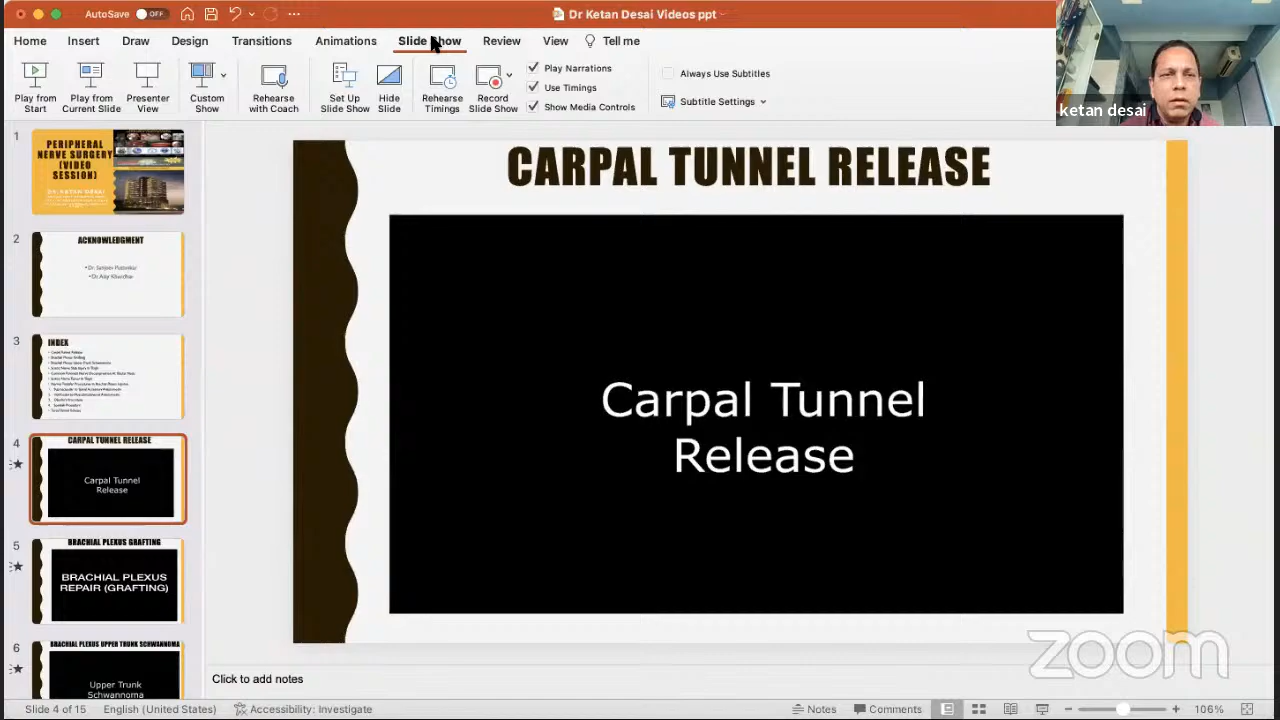 AutoSave OFF
Dr Ketan Desai Videos ppt
Home Insert Draw Design Transitions Animations Slide Show Review View Tell me
Play from Start
Play from Current Slide
Presenter View
Custom Show
Rehearse with Coach
Set Up Slide Show
Hide Slide
Rehearse Timings
Record Slide Show
Play Narrations
Use Timings
Show Media Controls
Always Use Subtitles
Subtitle Settings
ketan desai
1
PERIPHERAL
NERVE SURGERY
(VIDEO
SESSION)
DR. KETAN DESAI
2
ACKNOWLEDGMENT
3
INDEX
4
CARPAL TUNNEL RELEASE
Carpal Tunnel
Release
5
BRACHIAL PLEXUS GRAFTING
BRACHIAL PLEXUS
REPAIR (GRAFTING)
6
BRACHIAL PLEXUS UPPER TRUNK SCHWANNOMA
Upper Trunk
Schwannoma
CARPAL TUNNEL RELEASE
Carpal Tunnel
Release
zoom
Click to add notes
Slide 4 of 15 English (United States) Accessibility: Investigate Notes Comments 106%